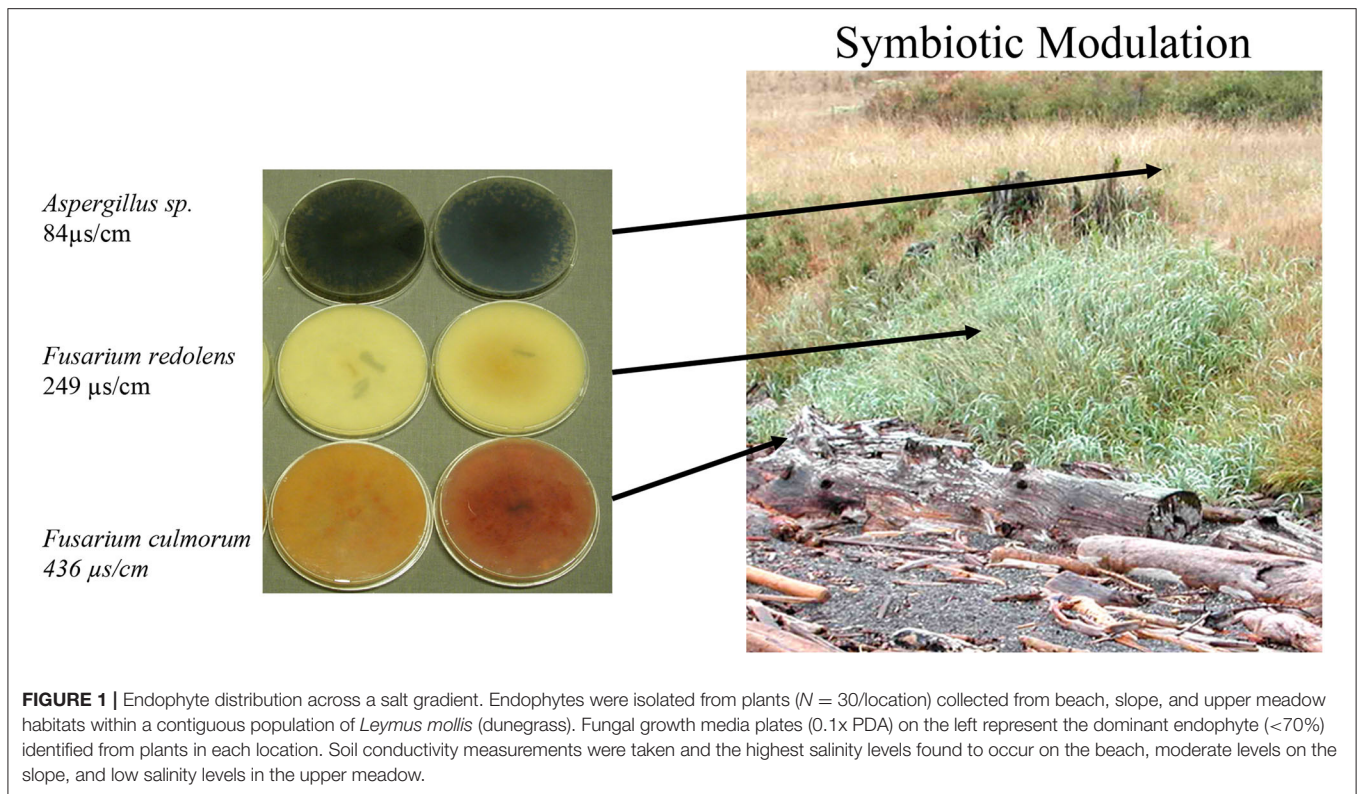 Symbiotic Modulation
Aspergillus sp.
84µs/cm
Fusarium redolens
249 µs/cm
Fusarium culmorum
436 µs/cm
FIGURE 1 | Endophyte distribution across a salt gradient. Endophytes were isolated from plants (N = 30/location) collected from beach, slope, and upper meadow
habitats within a contiguous population of Leymus mollis (dunegrass). Fungal growth media plates (0.1x PDA) on the left represent the dominant endophyte (<70%)
identified from plants in each location. Soil conductivity measurements were taken and the highest salinity levels found to occur on the beach, moderate levels on the
slope, and low salinity levels in the upper meadow.